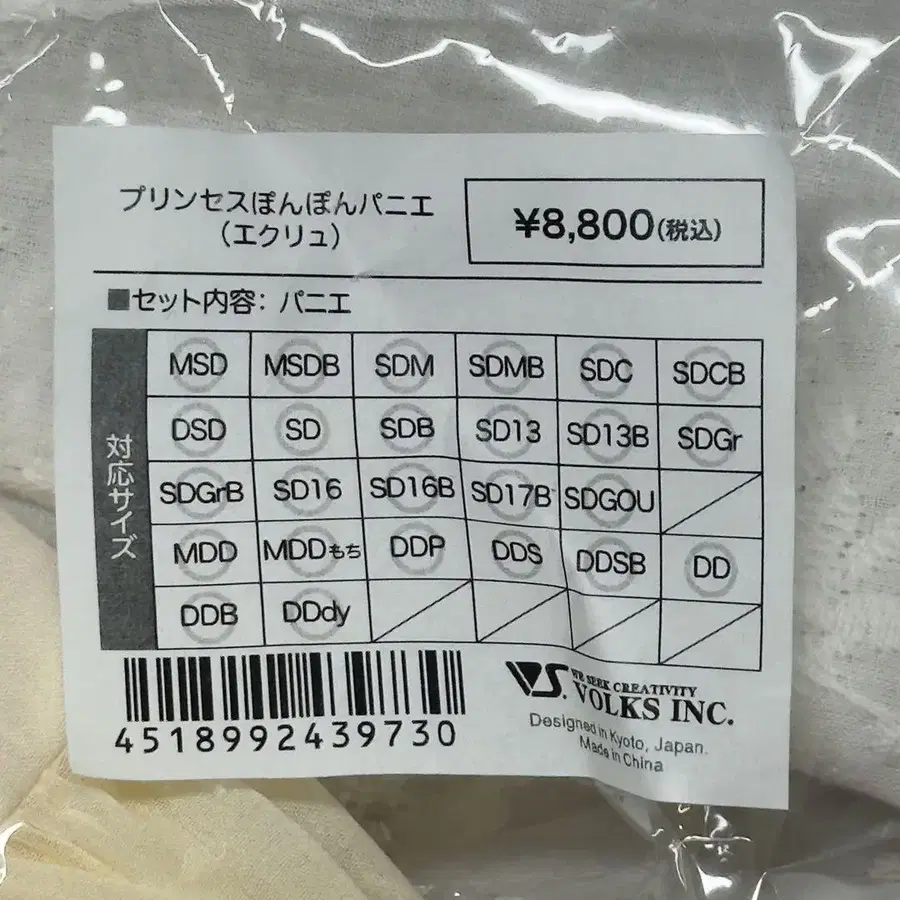 プリンセスぽんぽんパニエ
（エクリュ）
¥8,800(税込)
■セット内容：パニエ
対応サイズ
MSD MSDB SDM SDMB SDC SDCB
DSD SD SDB SD13 SD13B SDGr
SDGrB SD16 SD16B SD17B SDGOU
MDD MDDもち DDP DDS DDSB DD
DDB DDdy
4518992439730
VS. WE SEEK CREATIVITY
VOLKS INC.
Designed in Kyoto, Japan.
Made in China